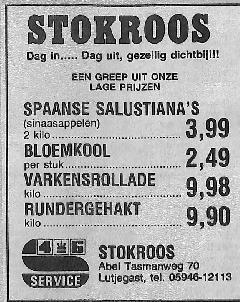 STOKROOS
Dag in,.... Dag uit, gezellig dichtbij!!!
EEN GREEP UIT ONZE
LAGE PRIJZEN
SPAANSE SALUSTIANA'S
(sinaasappelen)
2 kilo ........ 3,99
BLOEMKOOL
per stuk ........ 2,49
VARKENSROLLADE
kilo ........ 9,98
RUNDERGEHAKT
kilo ........ 9,90
4=6
SERVICE
STOKROOS
Abel Tasmanweg 70
Lutjegast, tel. 05946-12113